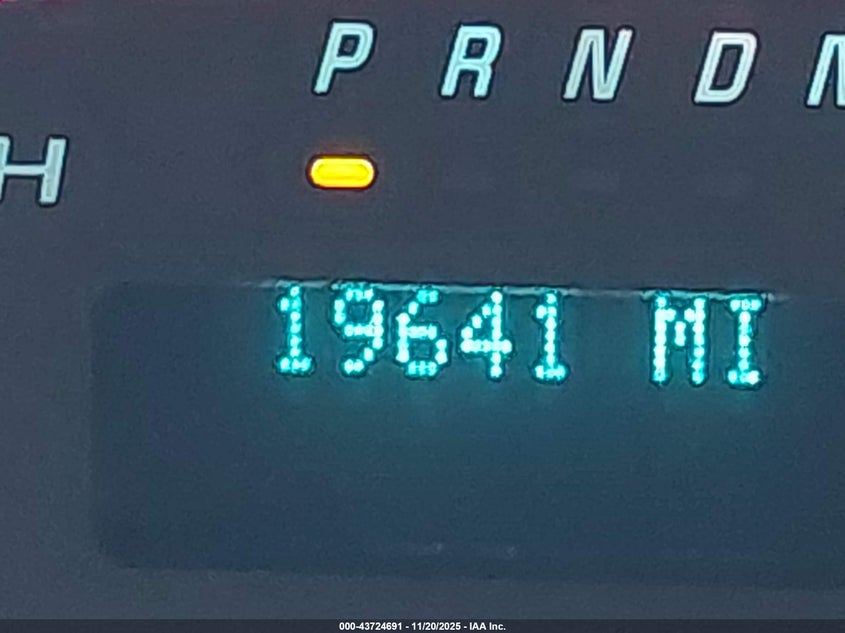 P R N D
H
19641 MI
000-43724691 - 11/20/2025 - IAA Inc.